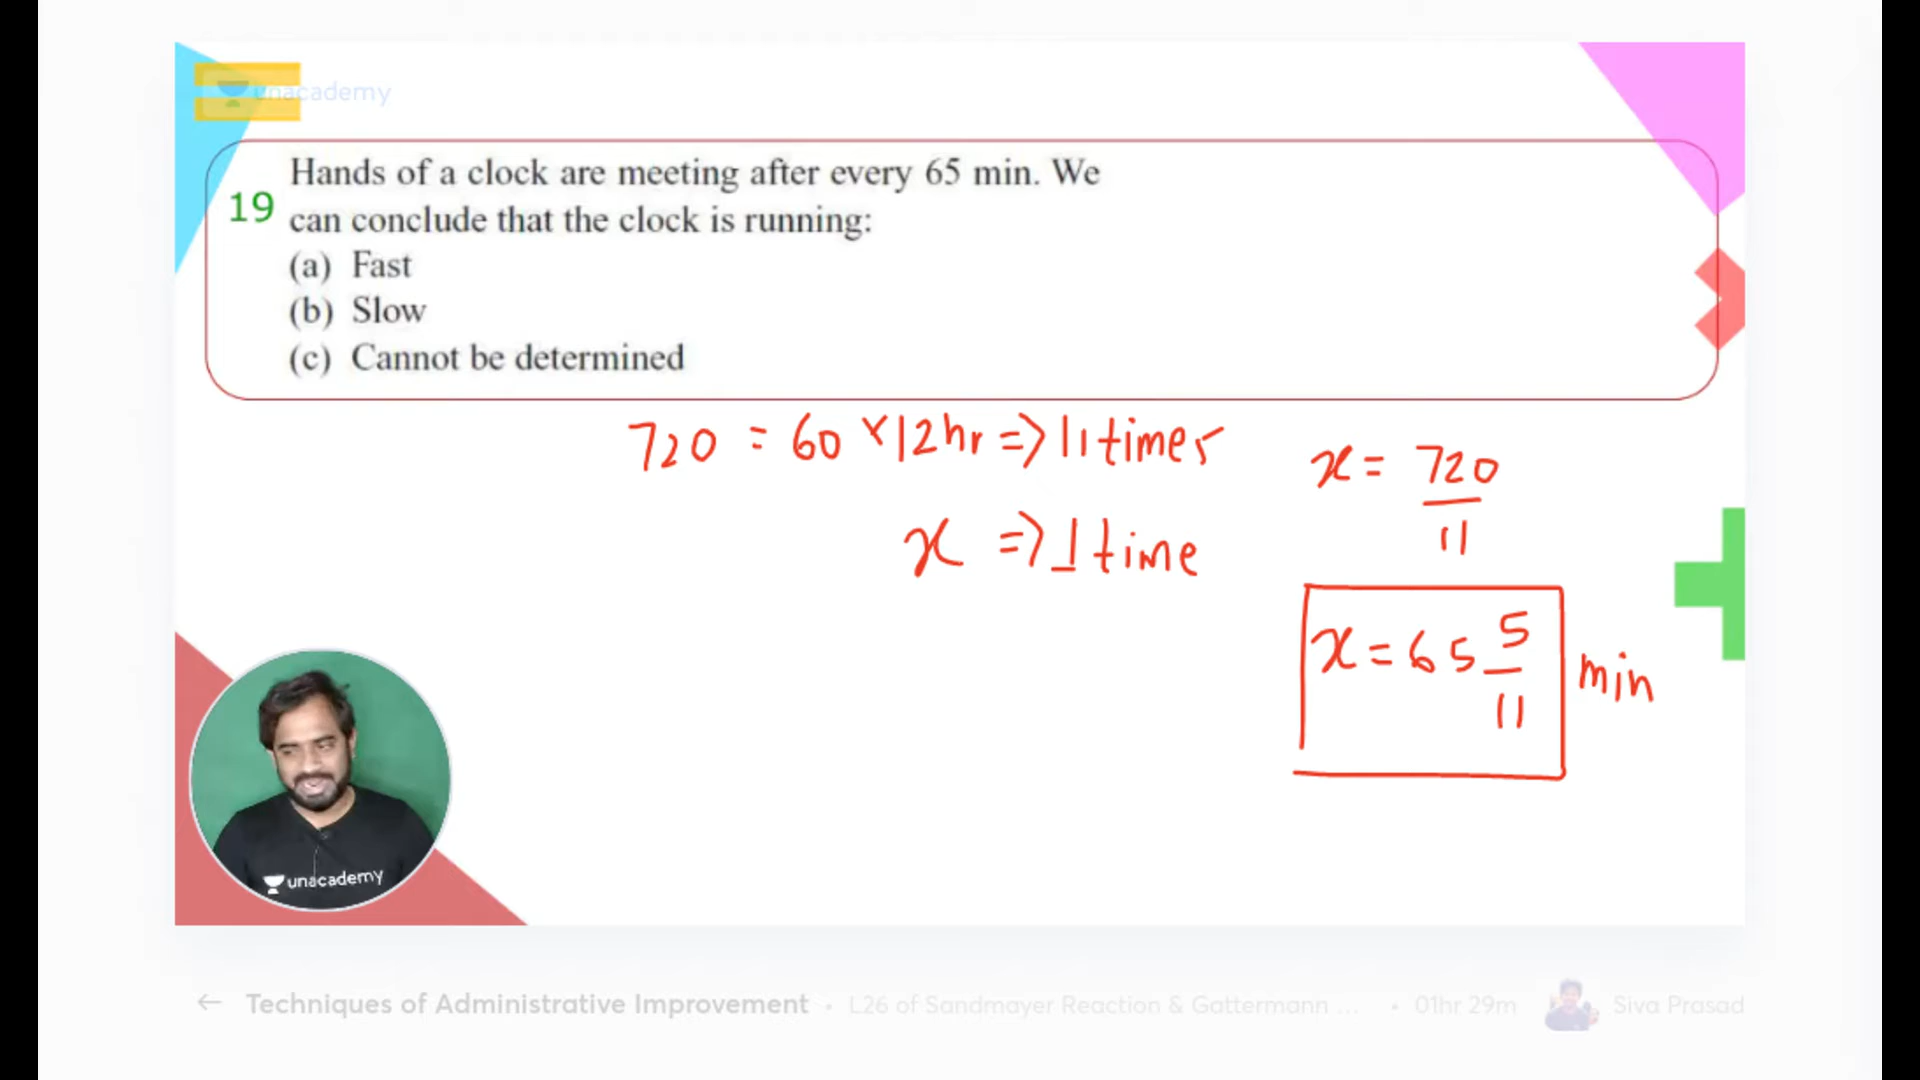 unacademy
19
Hands of a clock are meeting after every 65 min. We
can conclude that the clock is running:
(a) Fast
(b) Slow
(c) Cannot be determined
720 = 60 × 12hr => 11 times
x => 1 time
x = 720/11
x = 65 5/11 min
unacademy
← Techniques of Administrative Improvement • L26 of Sandmayer Reaction & Gattermann ... • 01hr 29m Siva Prasad